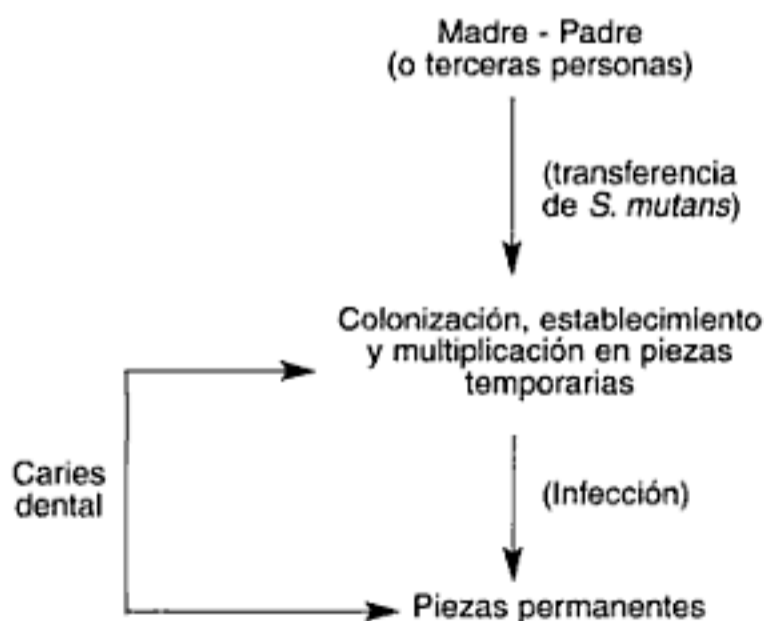 Madre - Padre
(o terceras personas)
(transferencia
de S. mutans)
Colonización, establecimiento
y multiplicación en piezas
temporarias
Caries
dental
(Infección)
Piezas permanentes